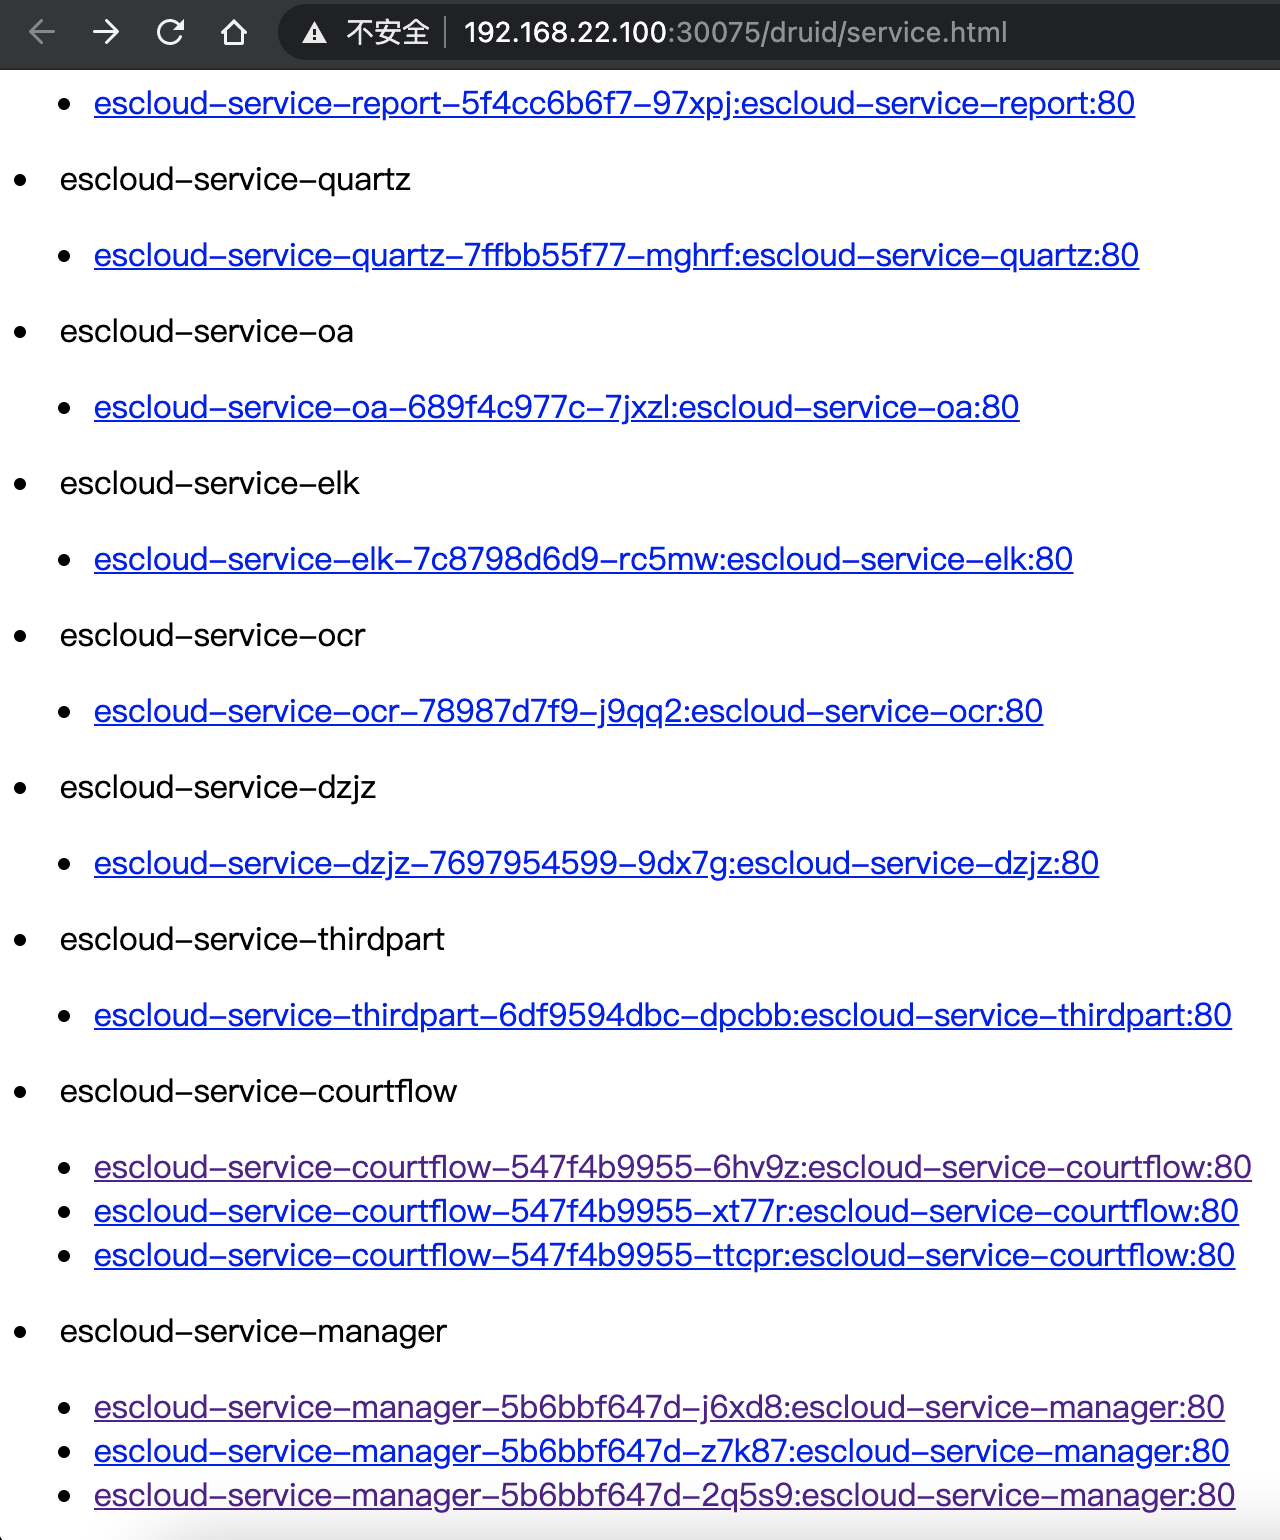 不安全 192.168.22.100:30075/druid/service.html
escloud-service-report-5f4cc6b6f7-97xpj:escloud-service-report:80
escloud-service-quartz
escloud-service-quartz-7ffbb55f77-mghrf:escloud-service-quartz:80
escloud-service-oa
escloud-service-oa-689f4c977c-7jxzl:escloud-service-oa:80
escloud-service-elk
escloud-service-elk-7c8798d6d9-rc5mw:escloud-service-elk:80
escloud-service-ocr
escloud-service-ocr-78987d7f9-j9qq2:escloud-service-ocr:80
escloud-service-dzjz
escloud-service-dzjz-7697954599-9dx7g:escloud-service-dzjz:80
escloud-service-thirdpart
escloud-service-thirdpart-6df9594dbc-dpcbb:escloud-service-thirdpart:80
escloud-service-courtflow
escloud-service-courtflow-547f4b9955-6hv9z:escloud-service-courtflow:80
escloud-service-courtflow-547f4b9955-xt77r:escloud-service-courtflow:80
escloud-service-courtflow-547f4b9955-ttcpr:escloud-service-courtflow:80
escloud-service-manager
escloud-service-manager-5b6bbf647d-j6xd8:escloud-service-manager:80
escloud-service-manager-5b6bbf647d-z7k87:escloud-service-manager:80
escloud-service-manager-5b6bbf647d-2q5s9:escloud-service-manager:80